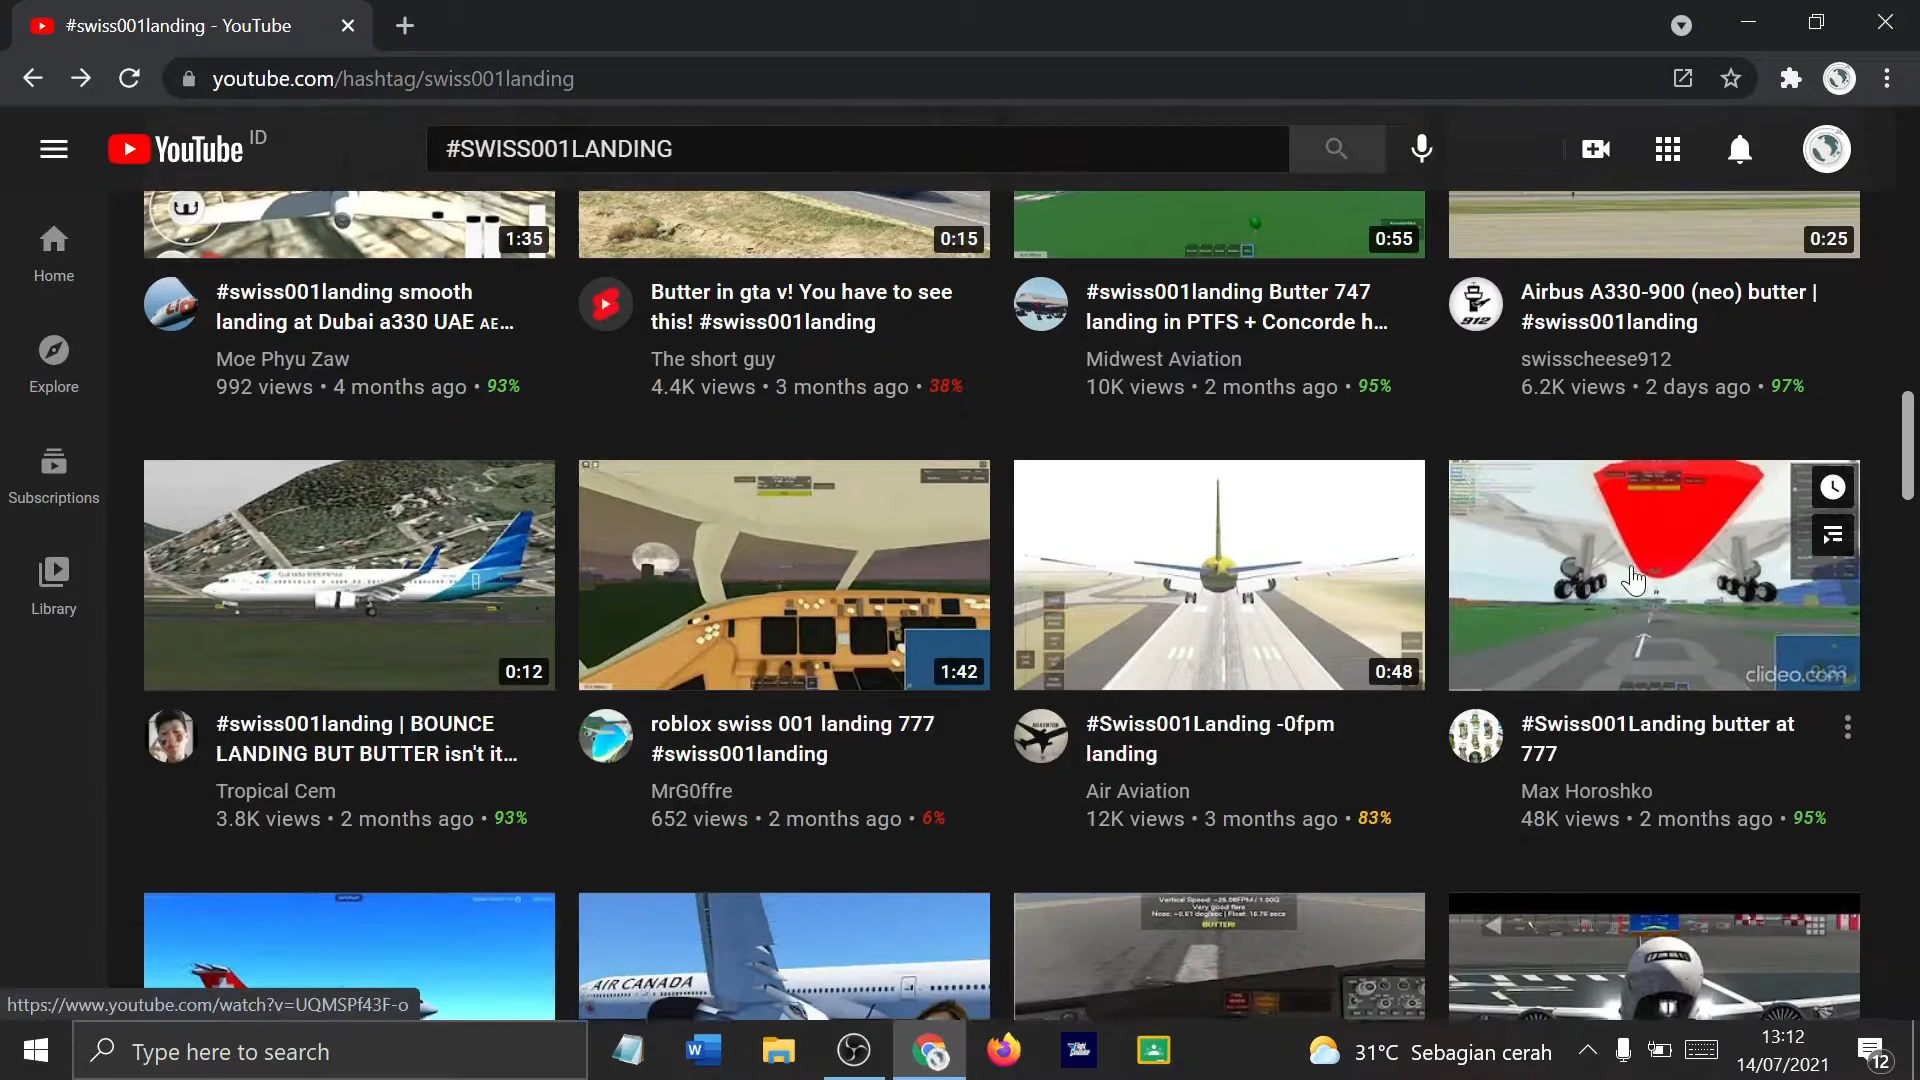 #swiss001landing - YouTube
youtube.com/hashtag/swiss001landing
YouTube ID
#SWISS001LANDING
Home
Explore
Subscriptions
Library
1:35
0:15
0:55
0:25
#swiss001landing smooth
landing at Dubai a330 UAE AE...
Moe Phyu Zaw
992 views • 4 months ago • 93%
Butter in gta v! You have to see
this! #swiss001landing
The short guy
4.4K views • 3 months ago • 38%
#swiss001landing Butter 747
landing in PTFS + Concorde h...
Midwest Aviation
10K views • 2 months ago • 95%
912
Airbus A330-900 (neo) butter |
#swiss001landing
swisscheese912
6.2K views • 2 days ago • 97%
Garuda Indonesia
0:12
1:42
0:48
clideo.com
0:33
#swiss001landing | BOUNCE
LANDING BUT BUTTER isn't it...
Tropical Cem
3.8K views • 2 months ago • 93%
roblox swiss 001 landing 777
#swiss001landing
MrG0ffre
652 views • 2 months ago • 6%
#Swiss001Landing -0fpm
landing
Air Aviation
12K views • 3 months ago • 83%
#Swiss001Landing butter at
777
Max Horoshko
48K views • 2 months ago • 95%
AIR CANADA
Very good flare
BUTTER!
https://www.youtube.com/watch?v=UQMSPf43F-o
Type here to search
31°C Sebagian cerah
13:12
14/07/2021
12